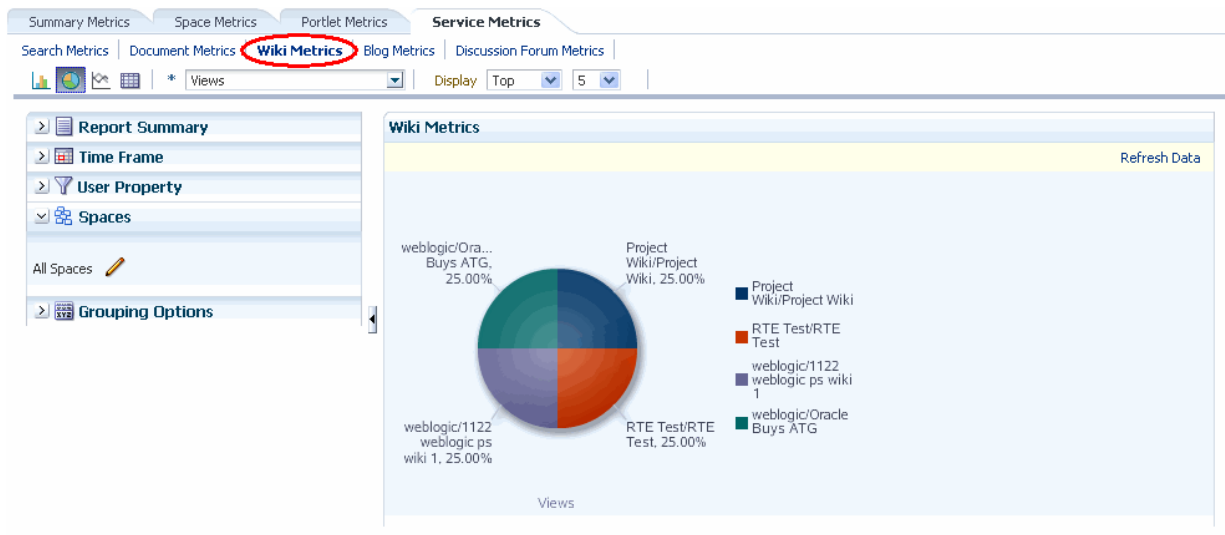 Summary Metrics Space Metrics Portlet Metrics Service Metrics
Search Metrics Document Metrics Wiki Metrics Blog Metrics Discussion Forum Metrics
* Views Display Top 5
Report Summary
Time Frame
User Property
Spaces
All Spaces
Grouping Options
Wiki Metrics
Refresh Data
weblogic/Ora...
Buys ATG,
25.00%
Project
Wiki/Project
Wiki, 25.00%
weblogic/1122
weblogic ps
wiki 1, 25.00%
RTE Test/RTE
Test, 25.00%
Project
Wiki/Project Wiki
RTE Test/RTE
Test
weblogic/1122
weblogic ps wiki
1
weblogic/Oracle
Buys ATG
Views